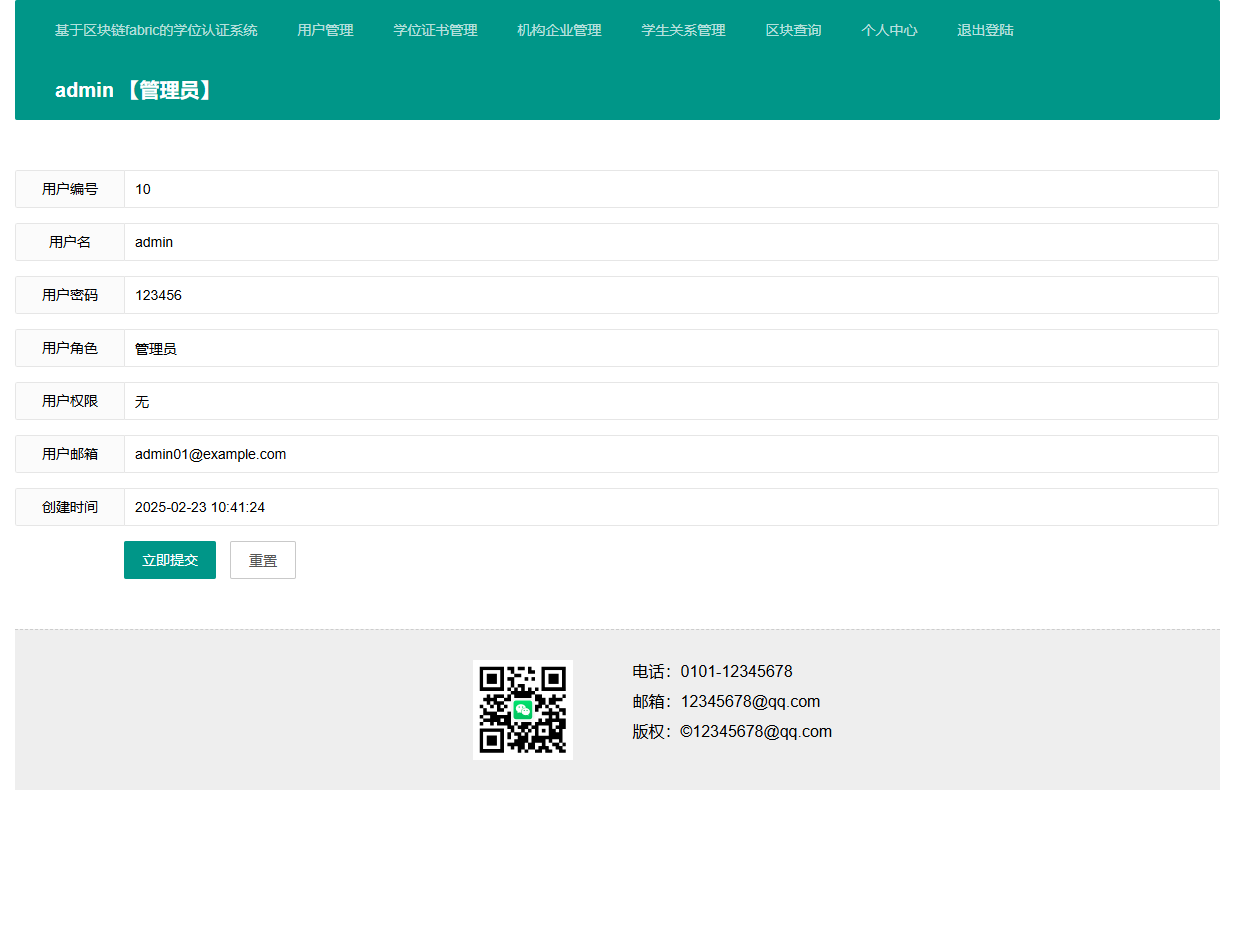 基于区块链fabric的学位认证系统 用户管理 学位证书管理 机构企业管理 学生关系管理 区块查询 个人中心 退出登陆
admin 【管理员】
用户编号 10
用户名 admin
用户密码 123456
用户角色 管理员
用户权限 无
用户邮箱 admin01@example.com
创建时间 2025-02-23 10:41:24
立即提交 重置
电话：0101-12345678
邮箱：12345678@qq.com
版权：©12345678@qq.com